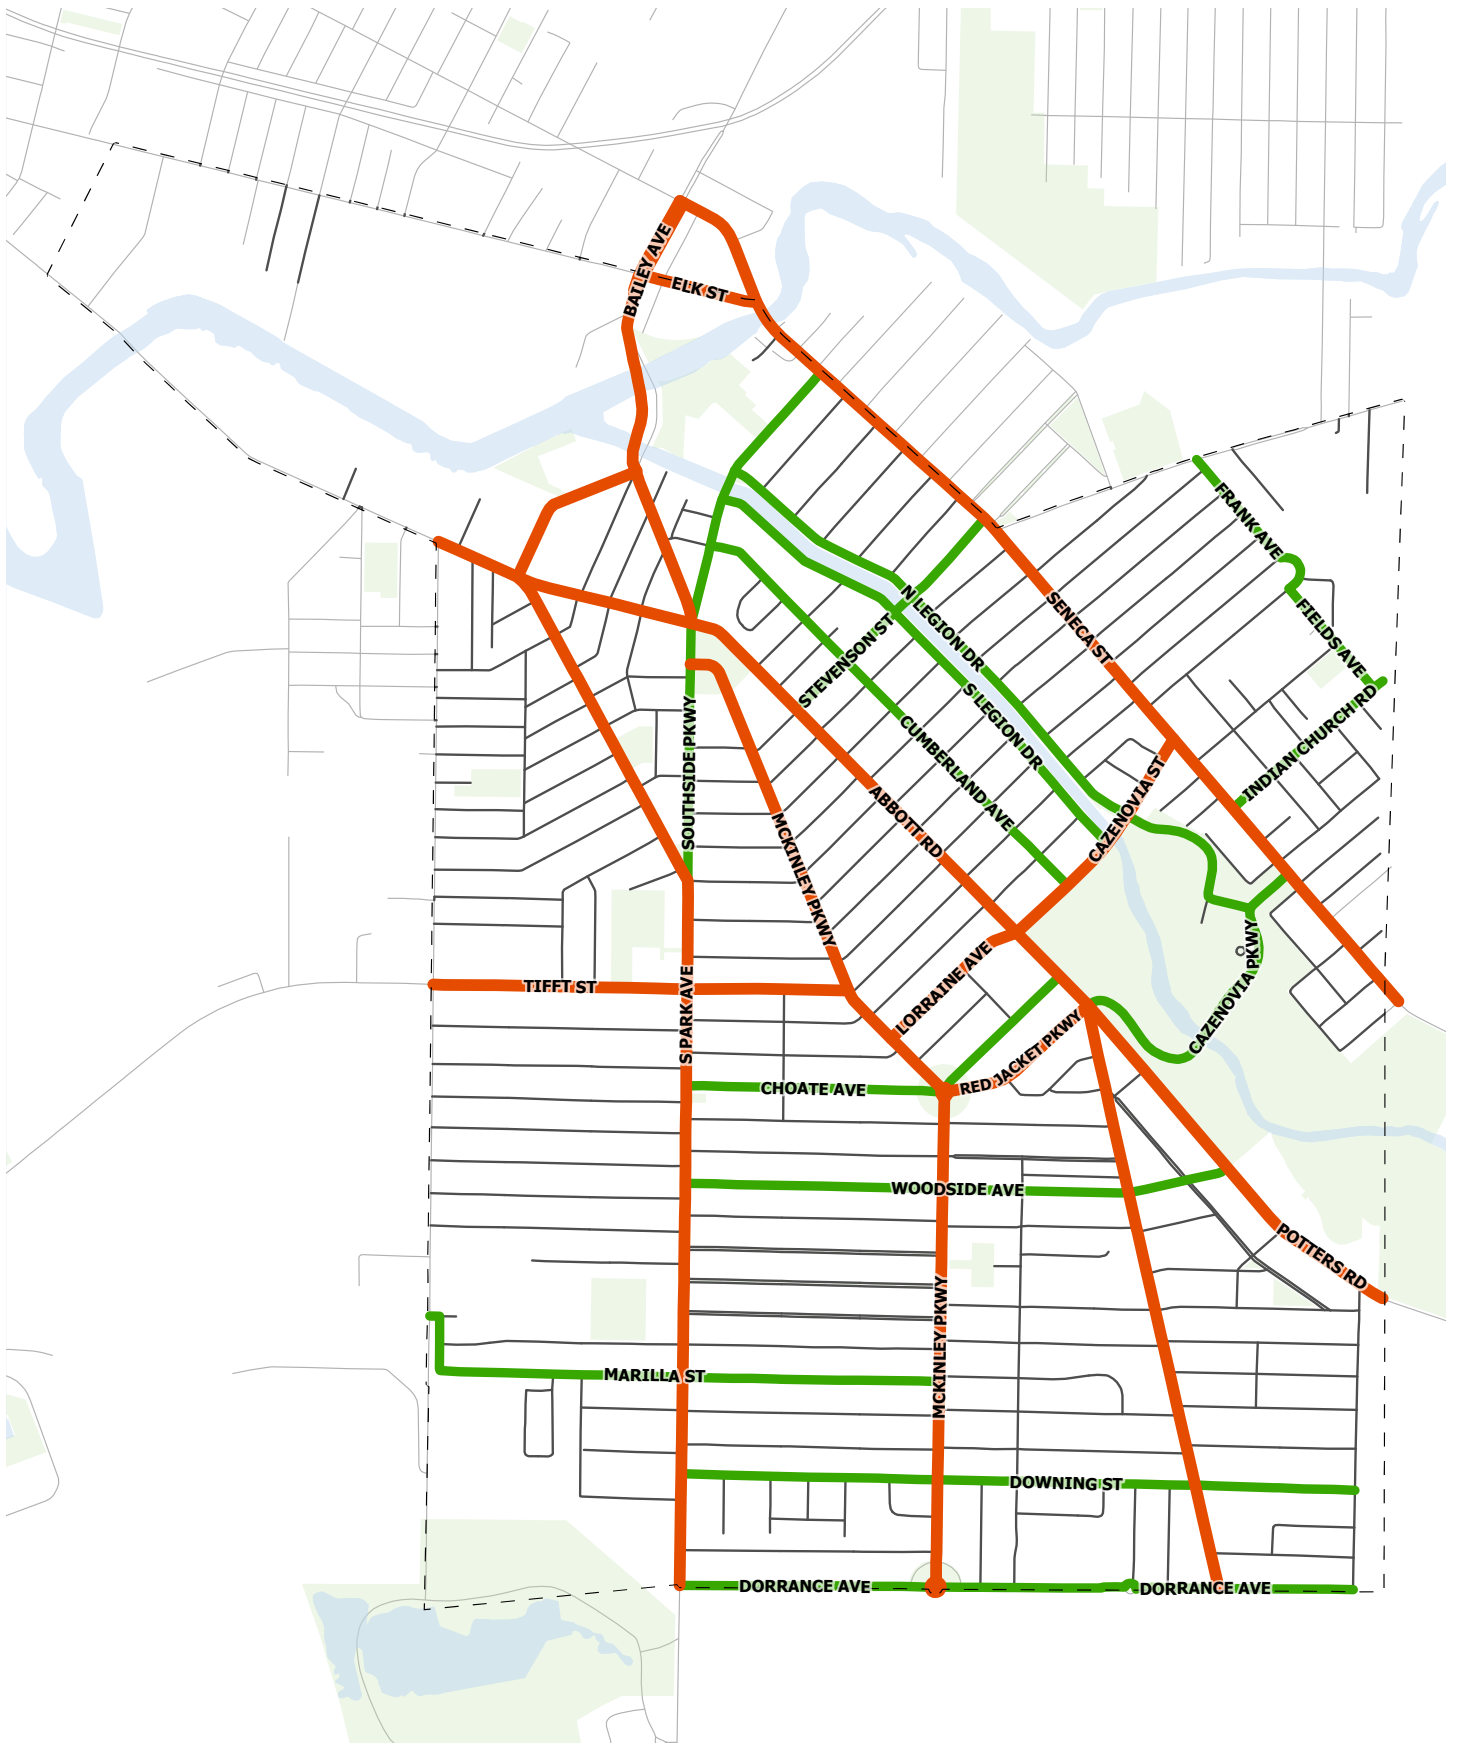 BAILEY AVE
ELK ST
FRANK AVE
N LEGION DR
SENECA ST
FIELDS AVE
STEVENSON ST
S LEGION DR
INDIAN CHURCH RD
SOUTHSIDE PKWY
CUMBERLAND AVE
CAZENOVIA ST
ABBOTT RD
MCKINLEY PKWY
LORRAINE AVE
CAZENOVIA PKWY
TIFFT ST
S PARK AVE
RED JACKET PKWY
CHOATE AVE
WOODSIDE AVE
POTTERS RD
MCKINLEY PKWY
MARILLA ST
DOWNING ST
DORRANCE AVE
DORRANCE AVE